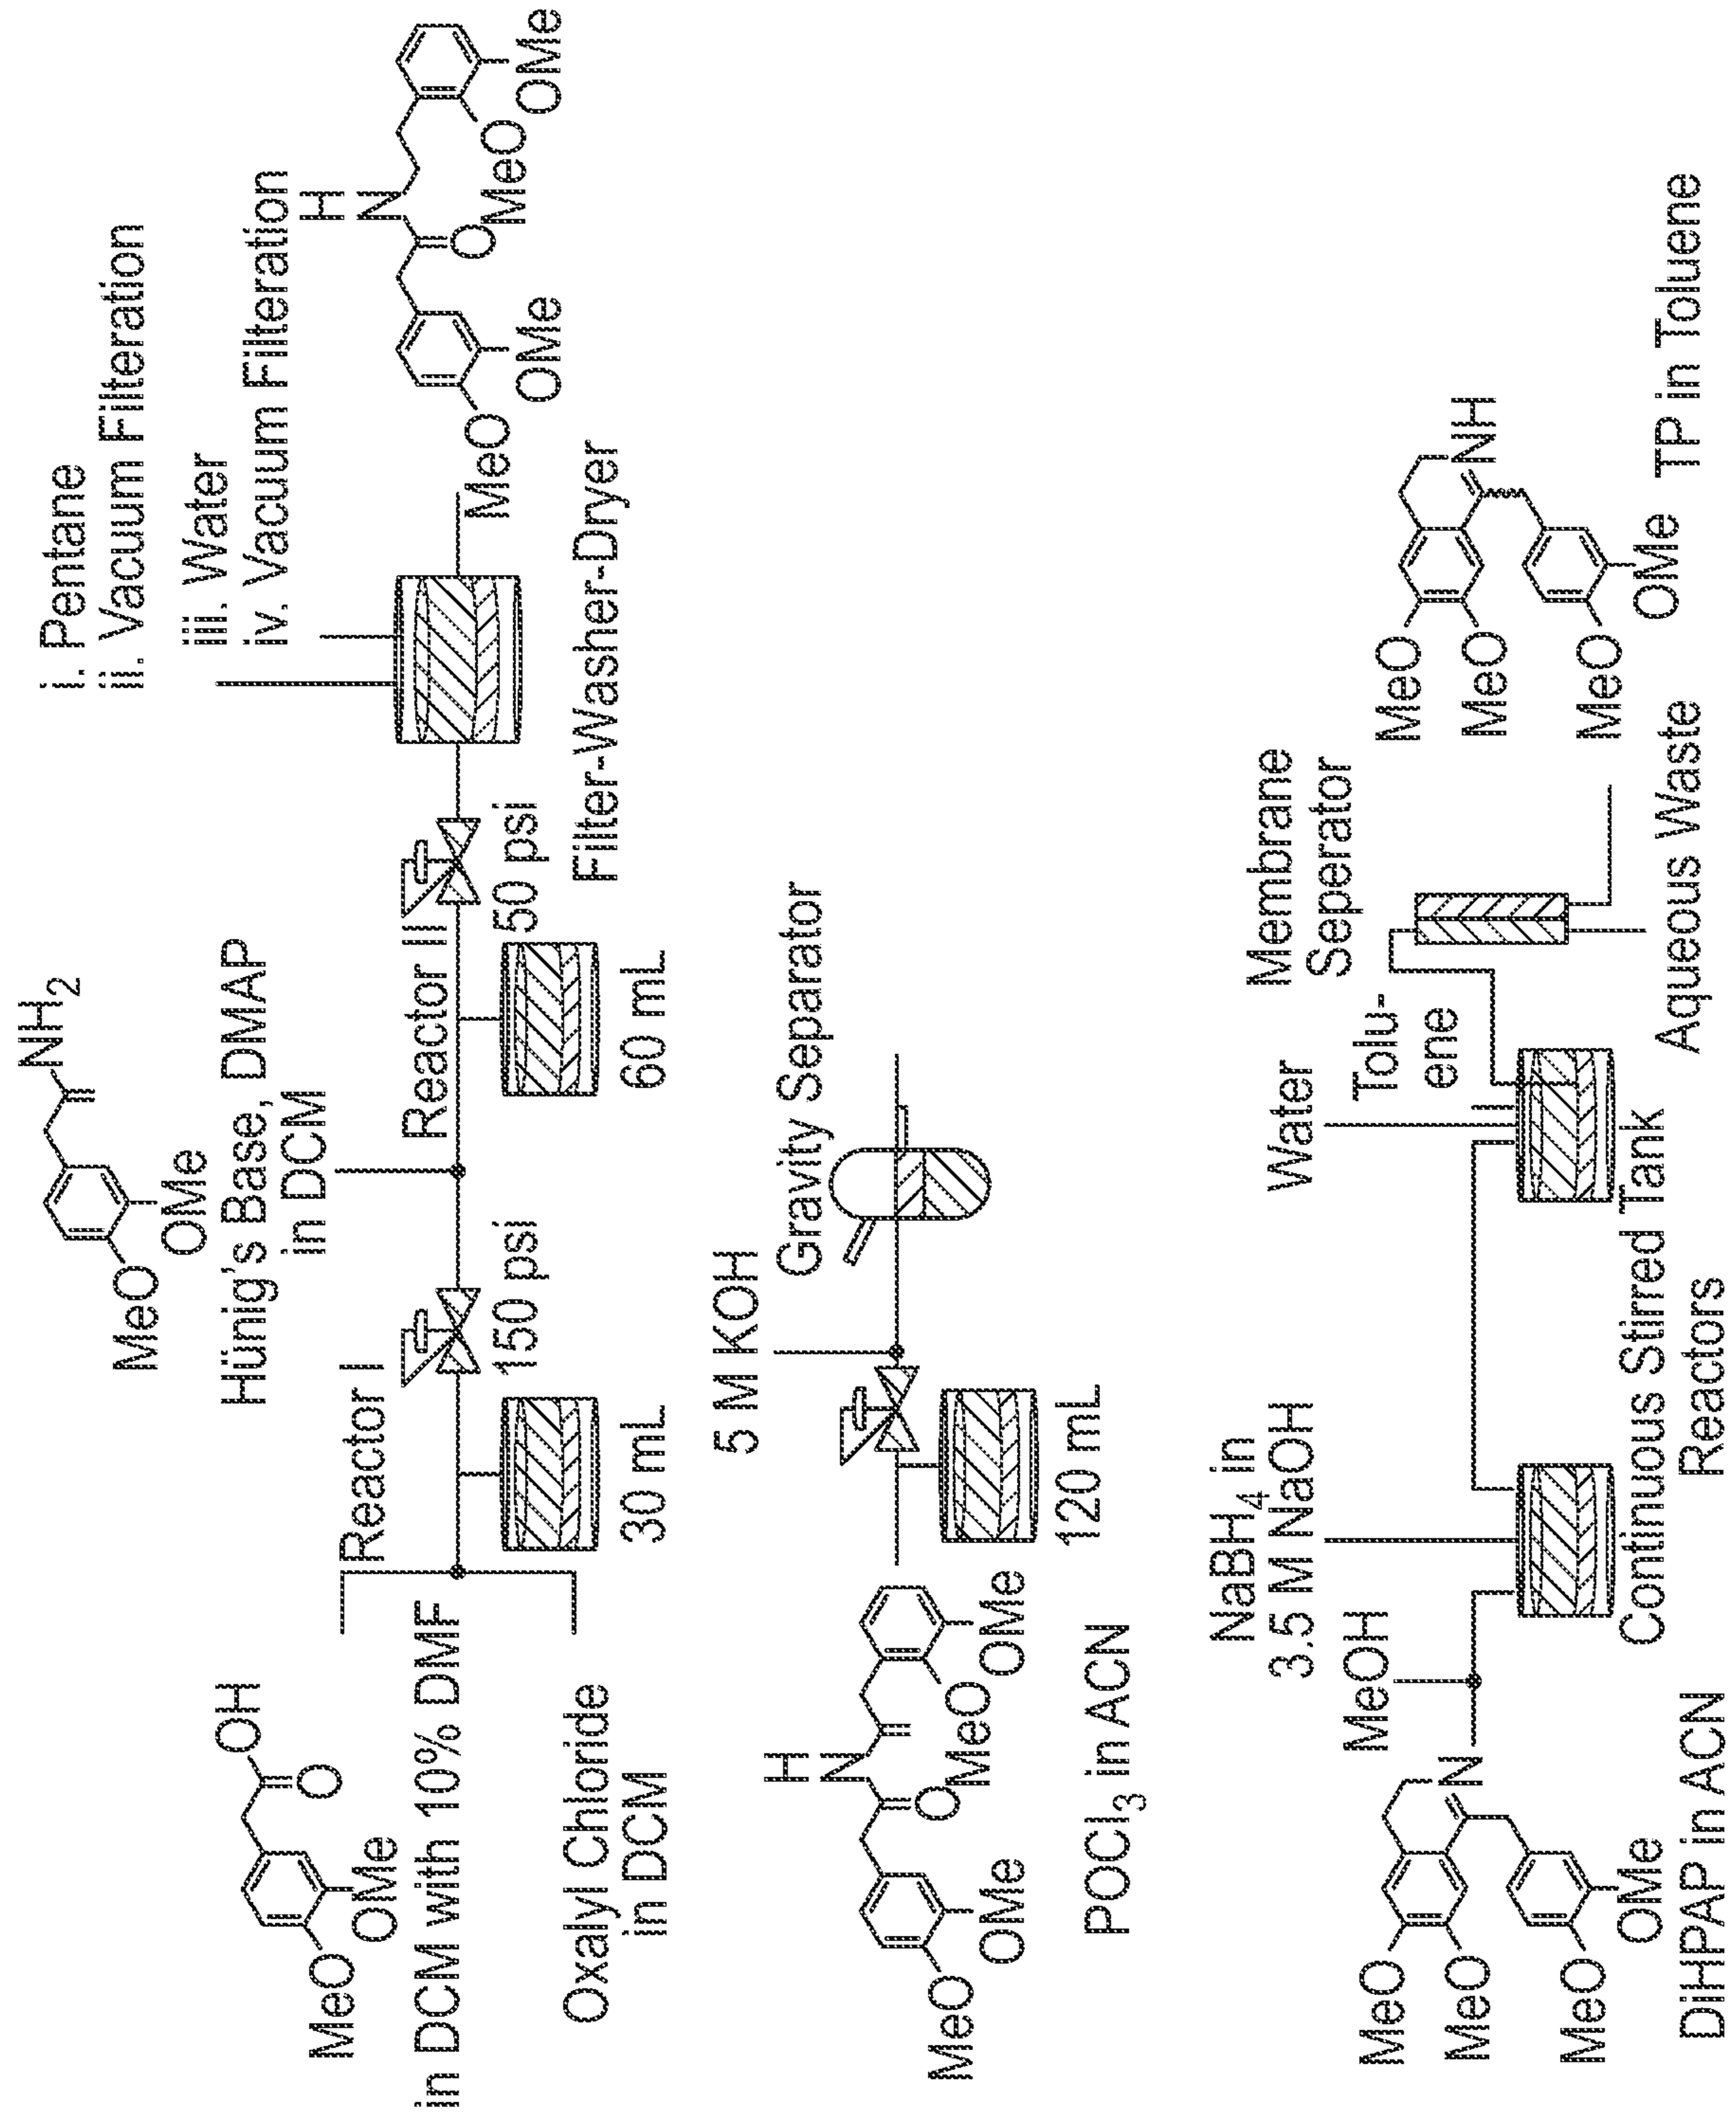 NH2
MeO
OMe
Hünig's Base, DMAP
in DCM
i. Pentane
ii. Vacuum Filteration
iii. Water
iv. Vacuum Filteration
OH
O
MeO
OMe
in DCM with 10% DMF
Oxalyl Chloride
in DCM
Reactor I
30 mL
150 psi
Reactor II
60 mL
50 psi
Filter-Washer-Dryer
H
N
O
MeO
OMe
MeO
OMe
H
N
O
MeO
OMe
MeO
OMe
POCl3 in ACN
120 mL
5 M KOH
Gravity Separator
MeO
MeO
N
MeO
OMe
DiHPAP in ACN
MeOH
NaBH4 in
3.5 M NaOH
Continuous Stirred Tank
Reactors
Water
Tolu-
ene
Membrane
Seperator
Aqueous Waste
MeO
MeO
NH
MeO
OMe
TP in Toluene